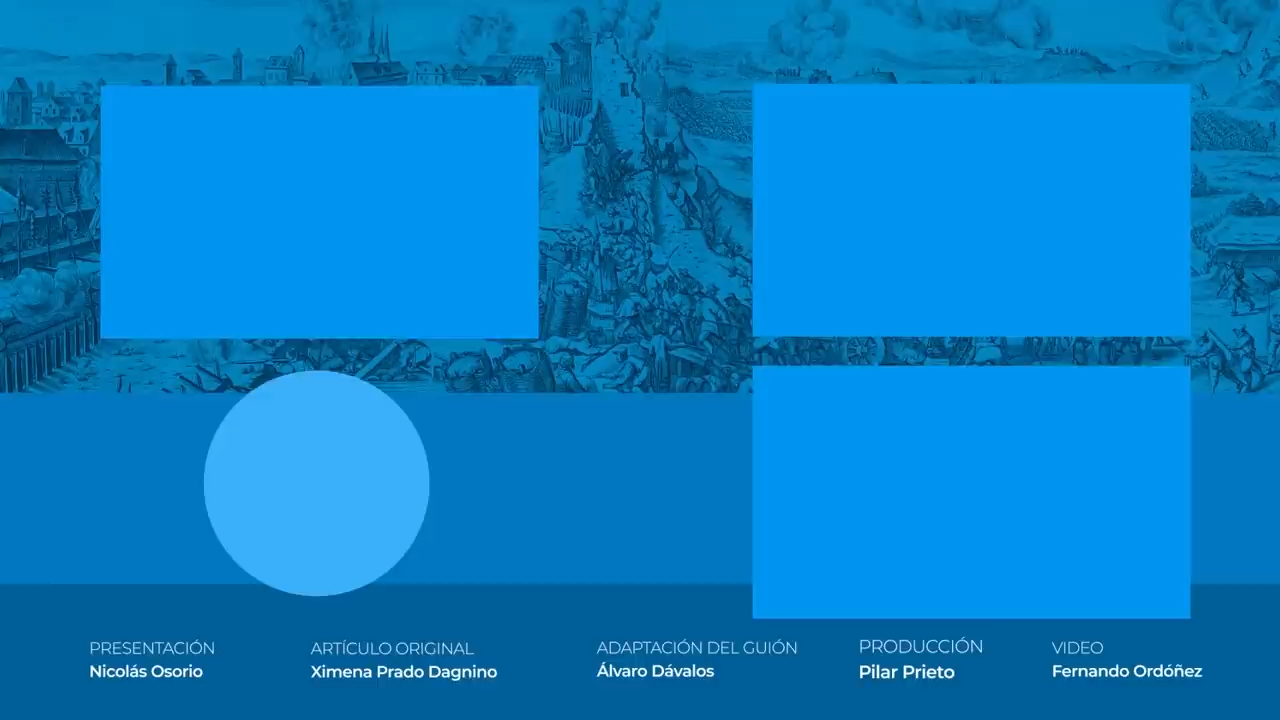 PRESENTACIÓN
Nicolás Osorio
ARTÍCULO ORIGINAL
Ximena Prado Dagnino
ADAPTACIÓN DEL GUIÓN
Álvaro Dávalos
PRODUCCIÓN
Pilar Prieto
VIDEO
Fernando Ordóñez